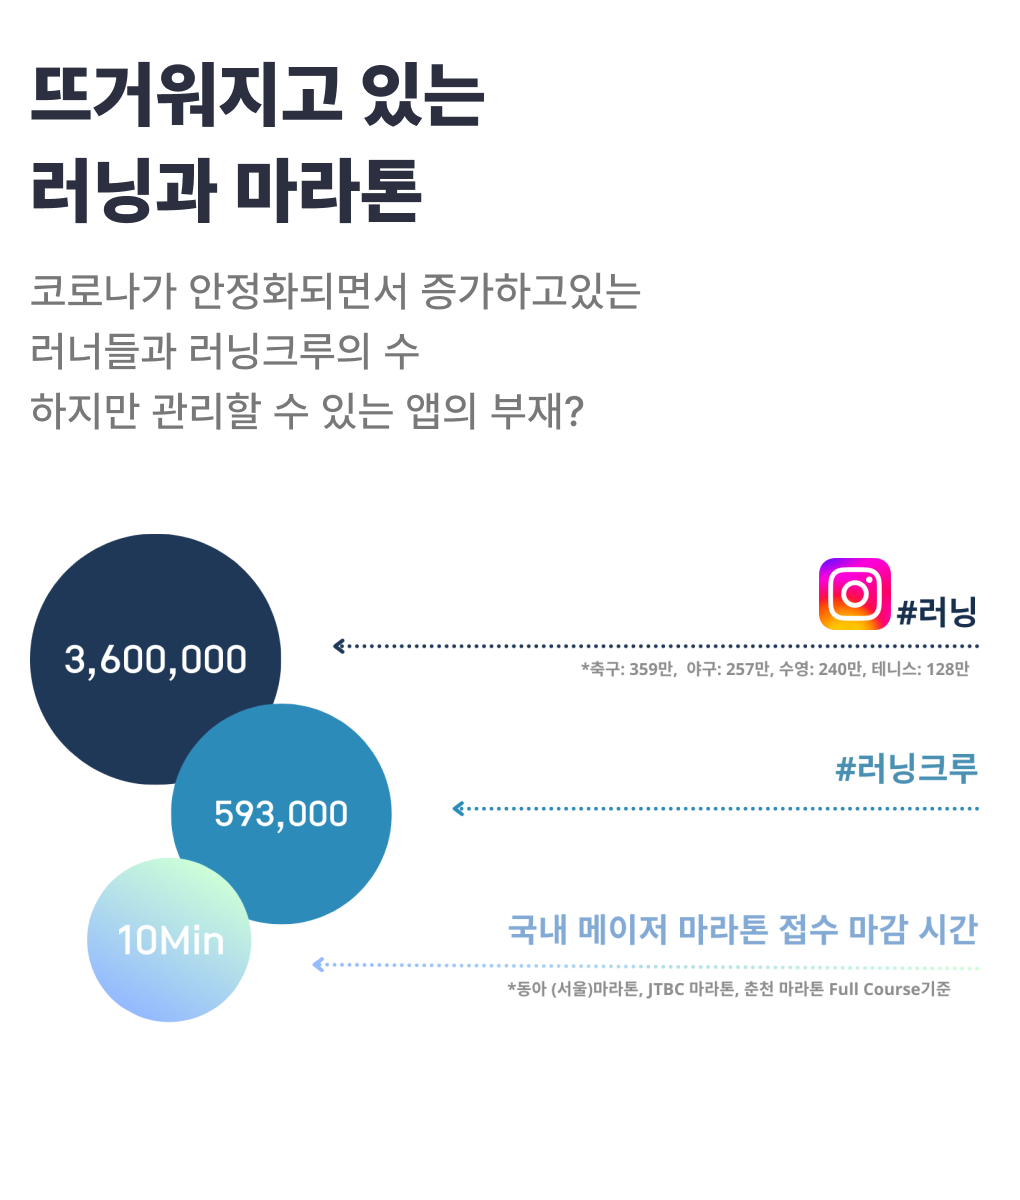 뜨거워지고 있는
러닝과 마라톤
코로나가 안정화되면서 증가하고있는
러너들과 러닝크루의 수
하지만 관리할 수 있는 앱의 부재?
3,600,000
#러닝
*축구: 359만, 야구: 257만, 수영: 240만, 테니스: 128만
593,000
#러닝크루
10Min
국내 메이저 마라톤 접수 마감 시간
*동아 (서울)마라톤, JTBC 마라톤, 춘천 마라톤 Full Course기준